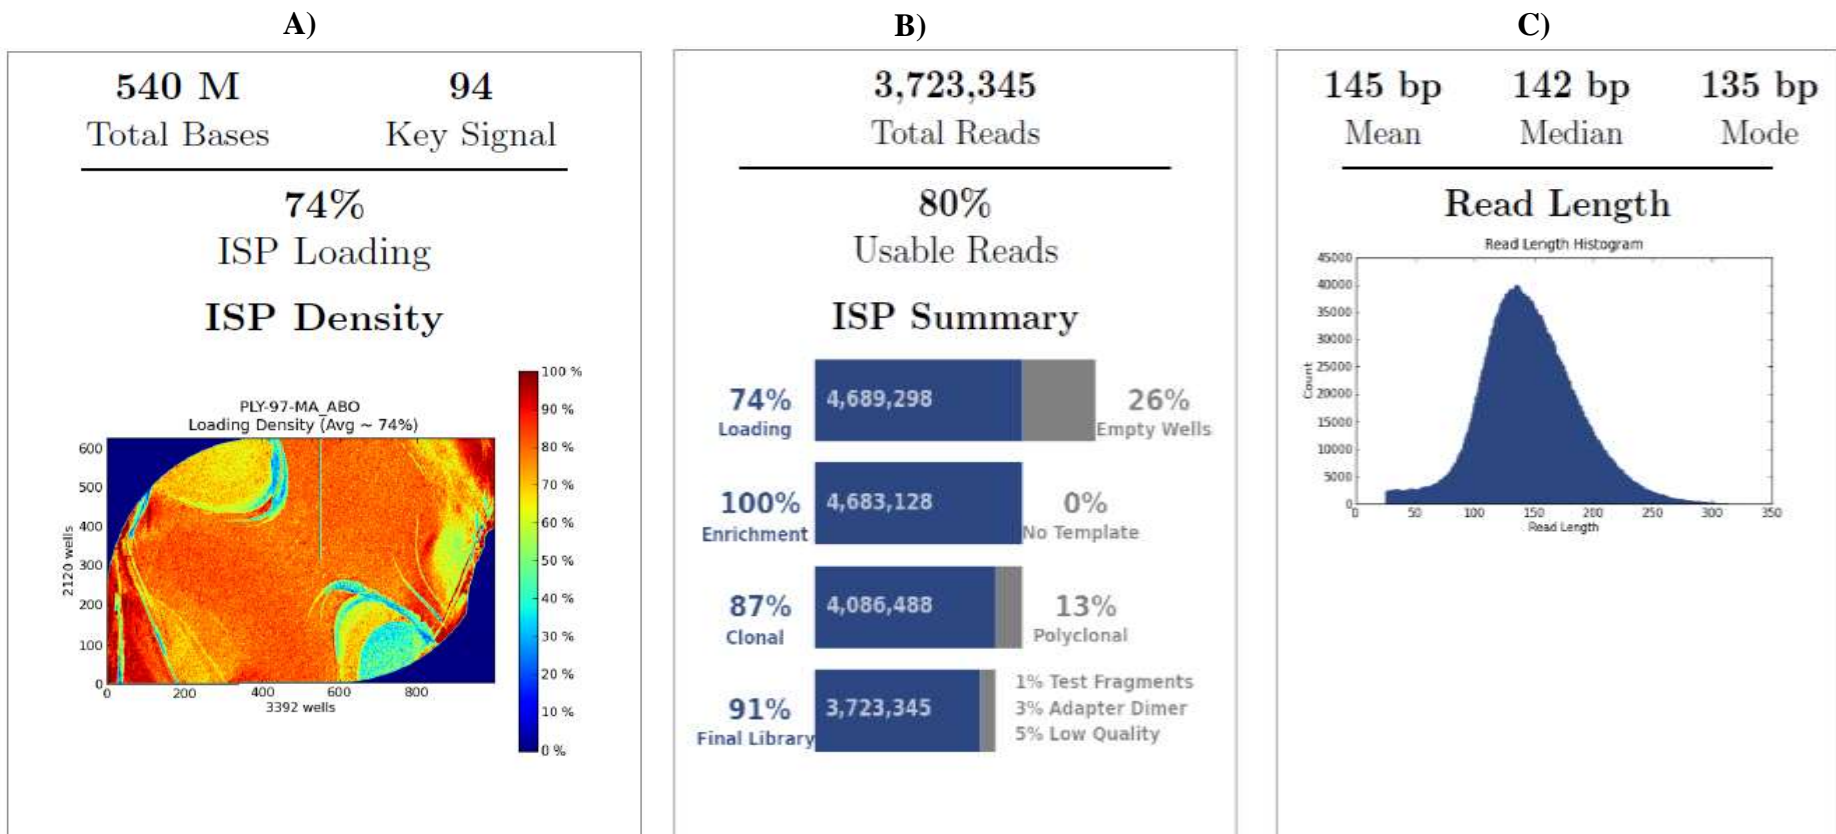 A)
540 M
94
Total Bases
Key Signal
74%
ISP Loading
ISP Density
PLY-97-MA_ABO
Loading Density (Avg ~ 74%)
600
500
400
300
200
100
0
2120 wells
0
200
400
600
800
3392 wells
100 %
90 %
80 %
70 %
60 %
50 %
40 %
30 %
20 %
10 %
0 %
B)
3,723,345
Total Reads
80%
Usable Reads
ISP Summary
74%
Loading
4,689,298
26%
Empty Wells
100%
Enrichment
4,683,128
0%
No Template
87%
Clonal
4,086,488
13%
Polyclonal
91%
Final Library
3,723,345
1% Test Fragments
3% Adapter Dimer
5% Low Quality
C)
145 bp
142 bp
135 bp
Mean
Median
Mode
Read Length
Read Length Histogram
45000
40000
35000
30000
25000
20000
15000
10000
5000
0
Count
0
50
100
150
200
250
300
350
Read Length